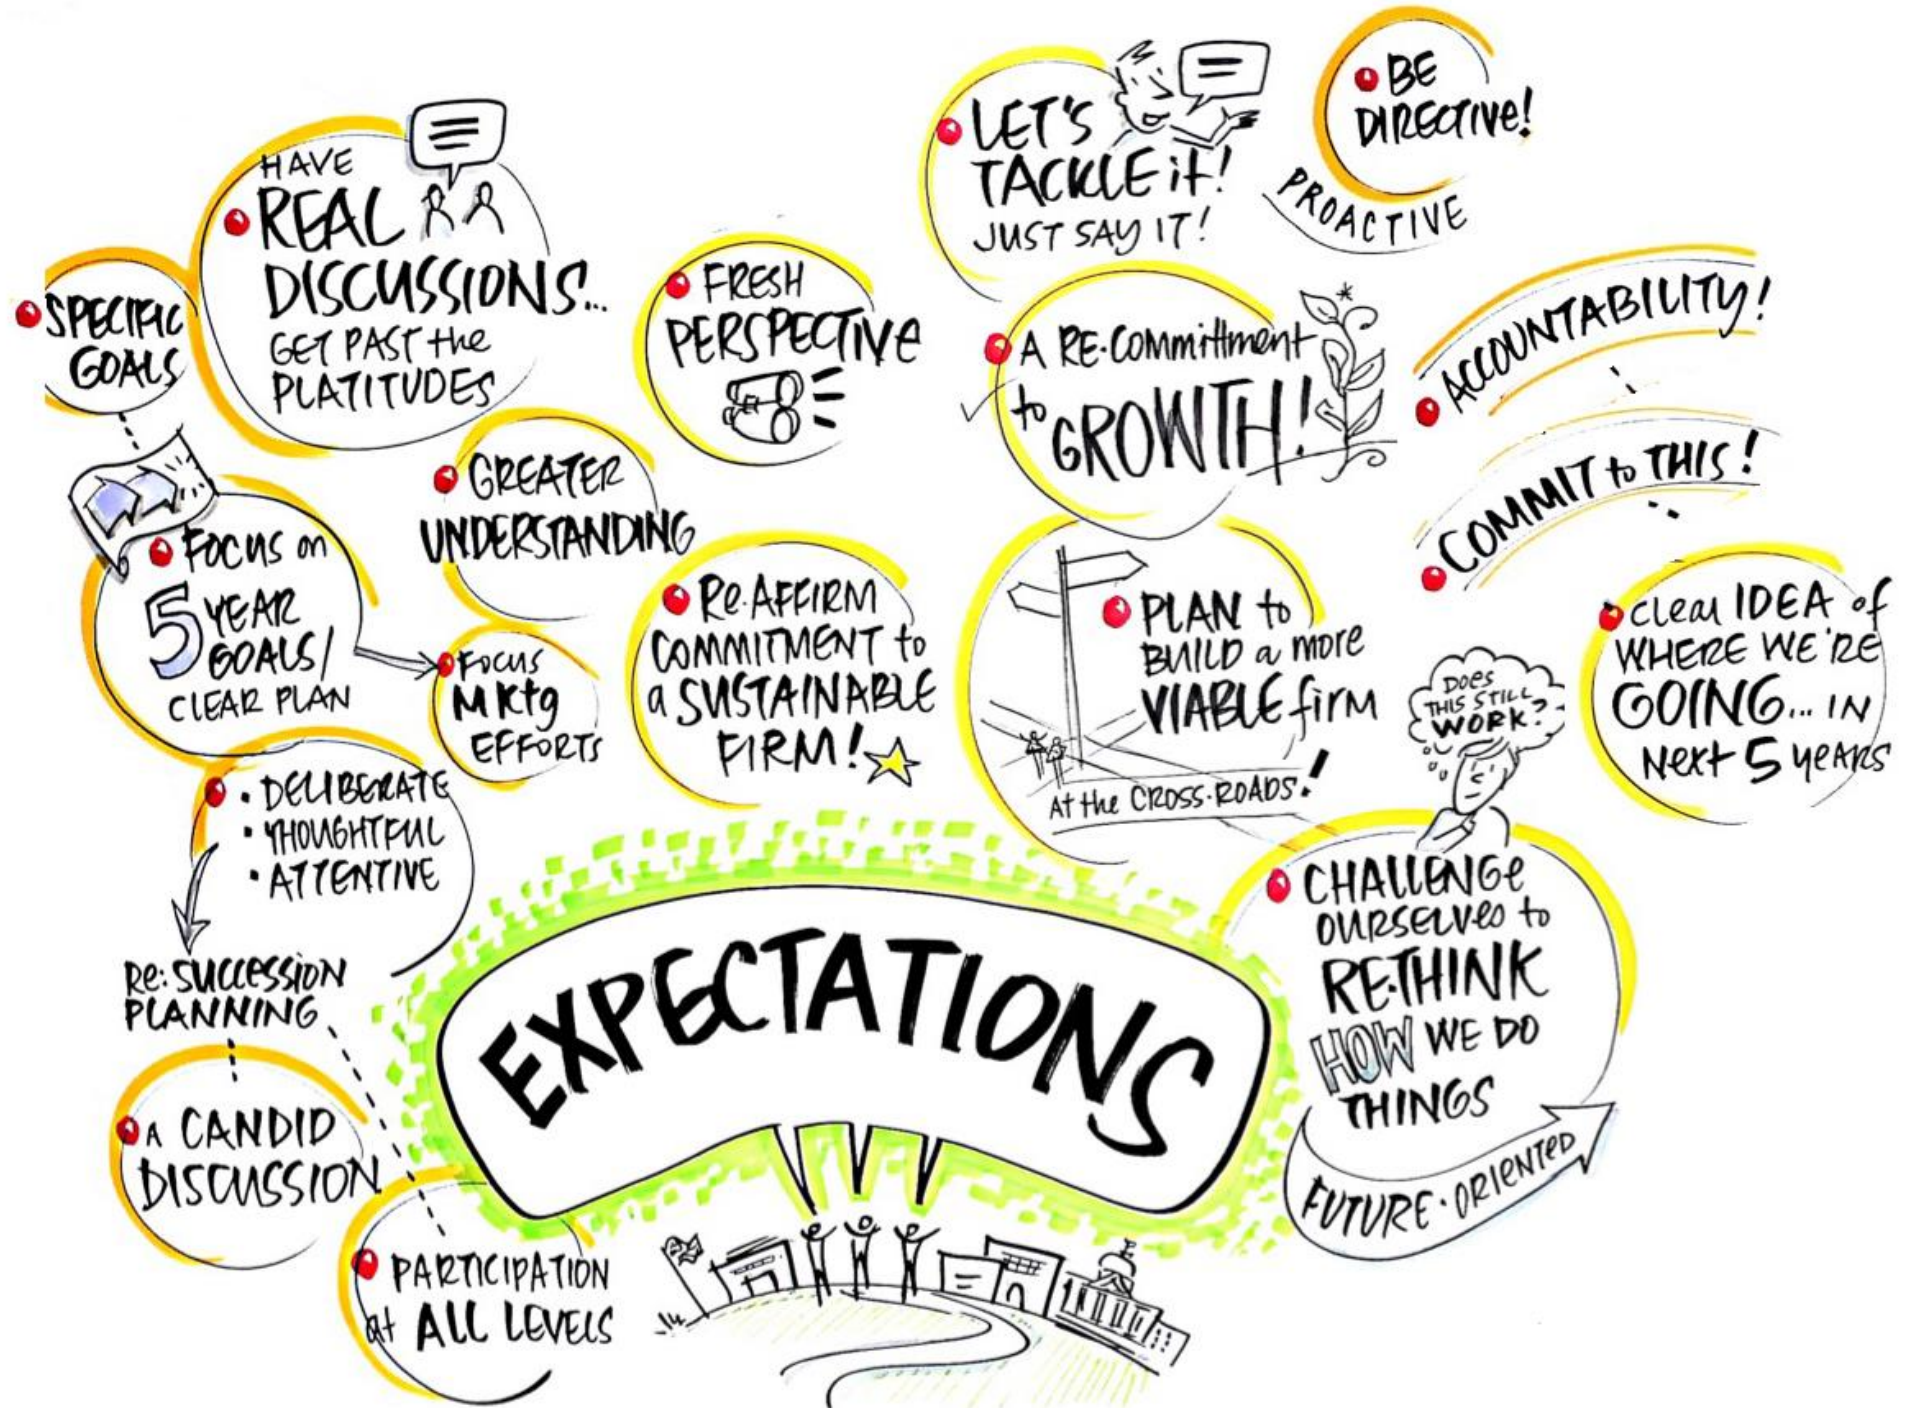 HAVE
REAL
DISCUSSIONS...
GET PAST the
PLATITUDES
SPECIFIC
GOALS
FOCUS on
5 YEAR
GOALS/
CLEAR PLAN
GREATER
UNDERSTANDING
FOCUS
MKtg
EFFORTS
• DELIBERATE
• THOUGHTFUL
• ATTENTIVE
Re: SUCCESSION
PLANNING
A CANDID
DISCUSSION
PARTICIPATION
at ALL LEVELS
FRESH
PERSPECTIVE
Re-AFFIRM
COMMITMENT to
a SUSTAINABLE
FIRM!
LET'S
TACKLE it!
JUST SAY IT!
BE
DIRECTIVE!
PROACTIVE
A RE-Committment
to GROWTH!
ACCOUNTABILITY!
COMMIT to THIS!
PLAN to
BUILD a more
VIABLE firm
At the CROSS-ROADS!
Clear IDEA of
WHERE WE'RE
GOING... IN
Next 5 YEARS
DOES
THIS STILL
WORK?
CHALLENGE
OURSELVES to
RE-THINK
HOW WE DO
THINGS
FUTURE-ORIENTED
EXPECTATIONS